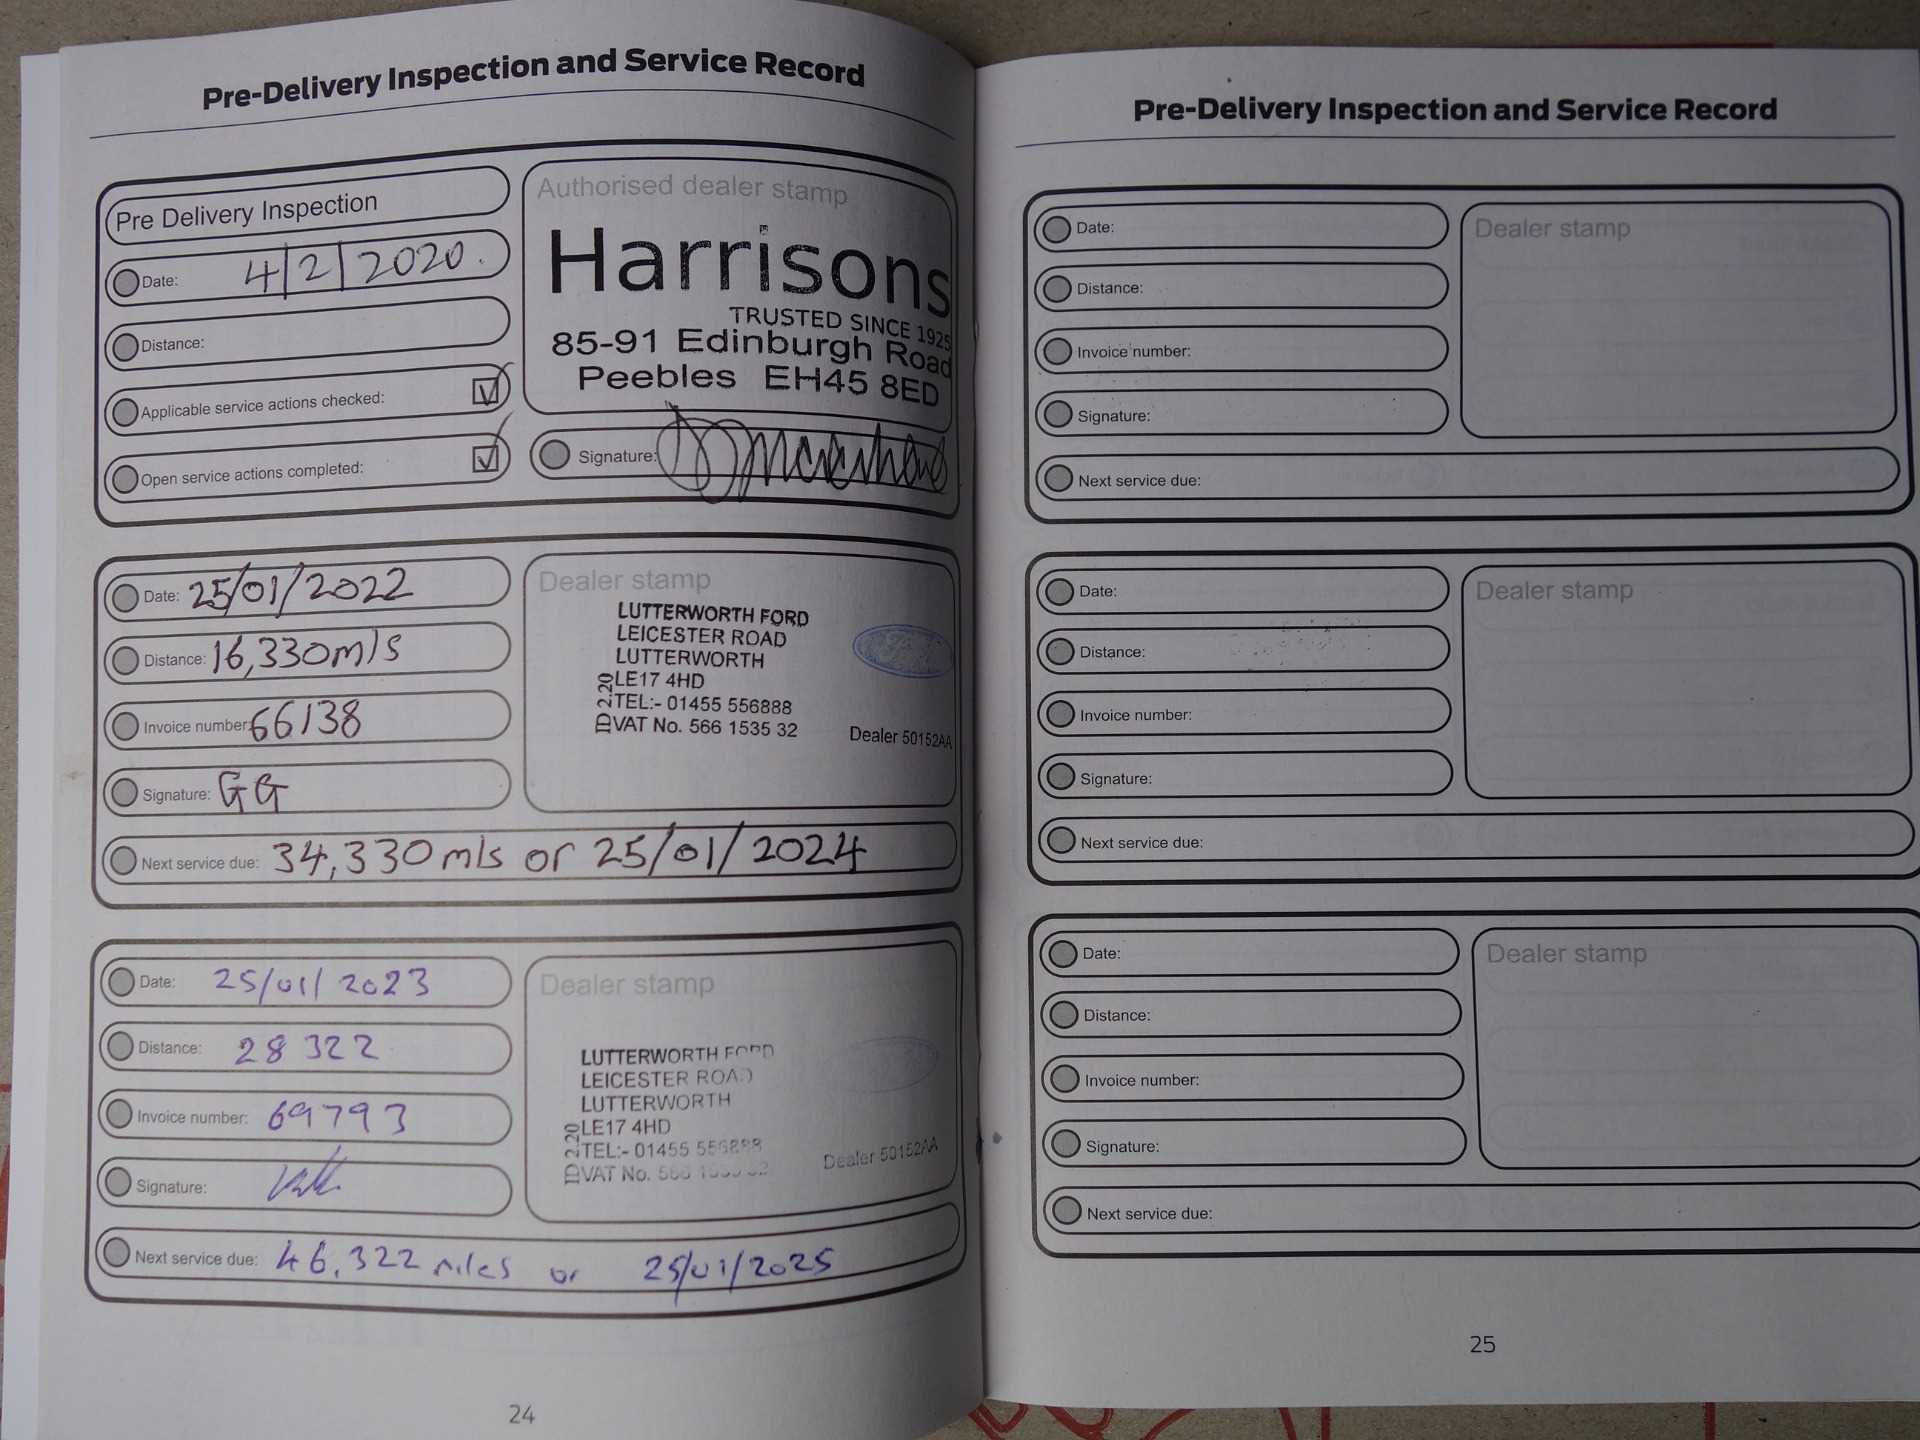 Pre-Delivery Inspection and Service Record
Pre Delivery Inspection
Date: 4/2/2020.
Distance:
Applicable service actions checked:
Open service actions completed:
Authorised dealer stamp
Harrisons
TRUSTED SINCE 1925
85-91 Edinburgh Road
Peebles EH45 8ED
Signature:
Date: 25/01/2022
Distance: 16,330mls
Invoice number: 66138
Signature: GG
Next service due: 34,330 mls or 25/01/2024
Dealer stamp
LUTTERWORTH FORD
LEICESTER ROAD
LUTTERWORTH
LE17 4HD
TEL:- 01455 556888
VAT No. 566 1535 32
ID 2:20
Dealer 50152AA
Date: 25/01/2023
Distance: 28322
Invoice number: 69793
Signature:
Next service due: 46,322 miles or 25/01/2025
Dealer stamp
LUTTERWORTH FORD
LEICESTER ROAD
LUTTERWORTH
LE17 4HD
TEL:- 01455 556888
VAT No. 566 1535 32
ID 2:20
Dealer 50152AA
24
Pre-Delivery Inspection and Service Record
Date:
Distance:
Invoice number:
Signature:
Next service due:
Dealer stamp
Date:
Distance:
Invoice number:
Signature:
Next service due:
Dealer stamp
Date:
Distance:
Invoice number:
Signature:
Next service due:
Dealer stamp
25